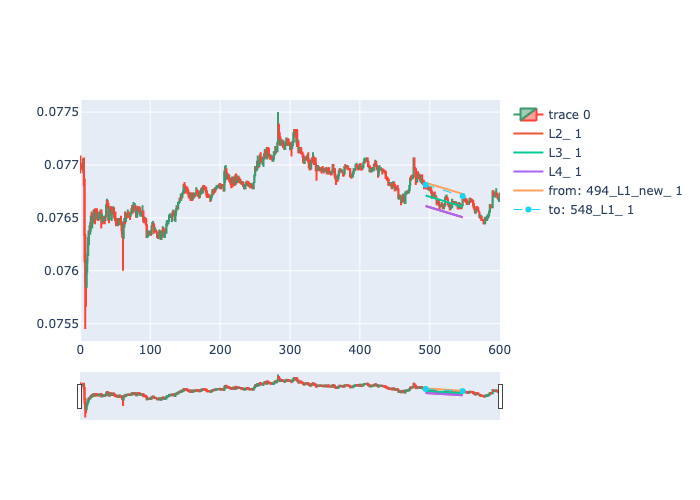 0.0775
0.077
0.0765
0.076
0.0755
0 100 200 300 400 500 600
trace 0
L2_ 1
L3_ 1
L4_ 1
from: 494_L1_new_ 1
to: 548_L1_ 1